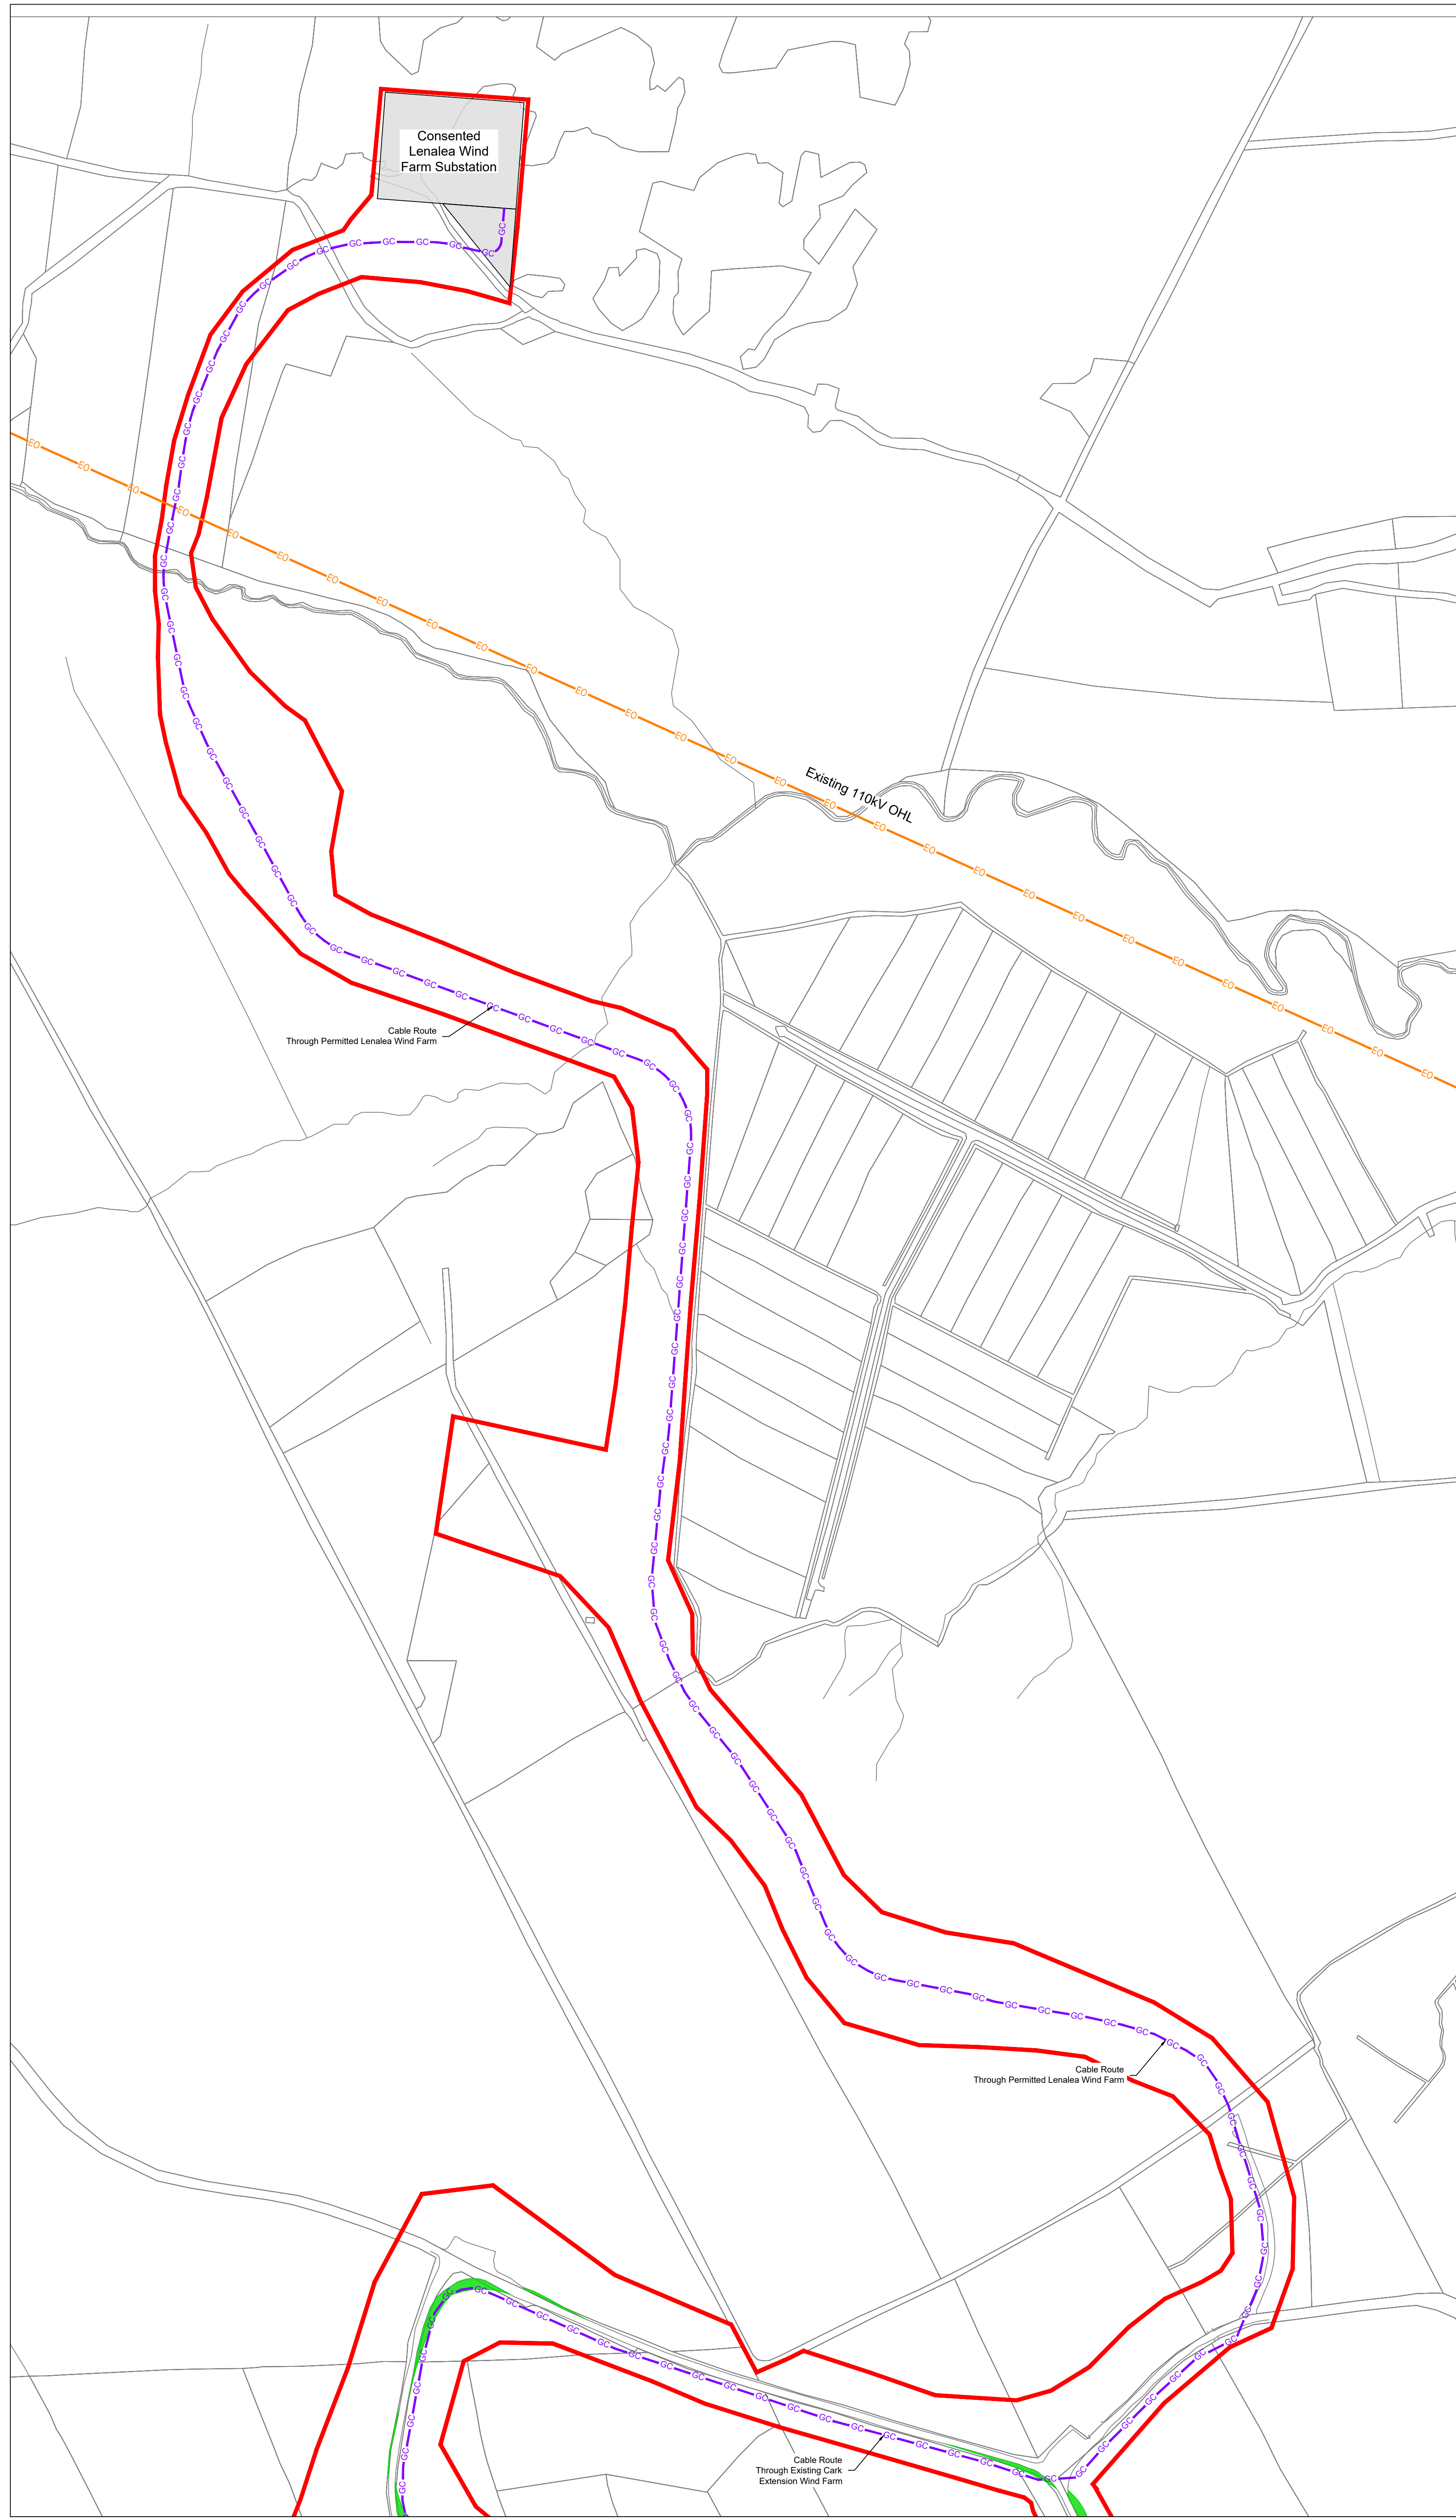 Consented
Lenalea Wind
Farm Substation
Existing 110kV OHL
Cable Route
Through Permitted Lenalea Wind Farm
Cable Route
Through Permitted Lenalea Wind Farm
Cable Route
Through Existing Cark
Extension Wind Farm